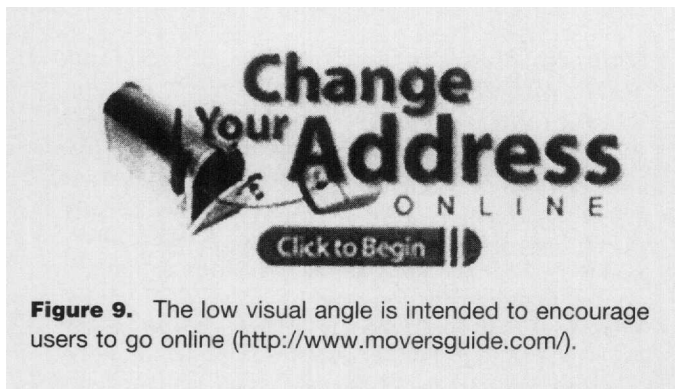 Change
Your Address
ONLINE
Click to Begin
Figure 9. The low visual angle is intended to encourage
users to go online (http://www.moversguide.com/).